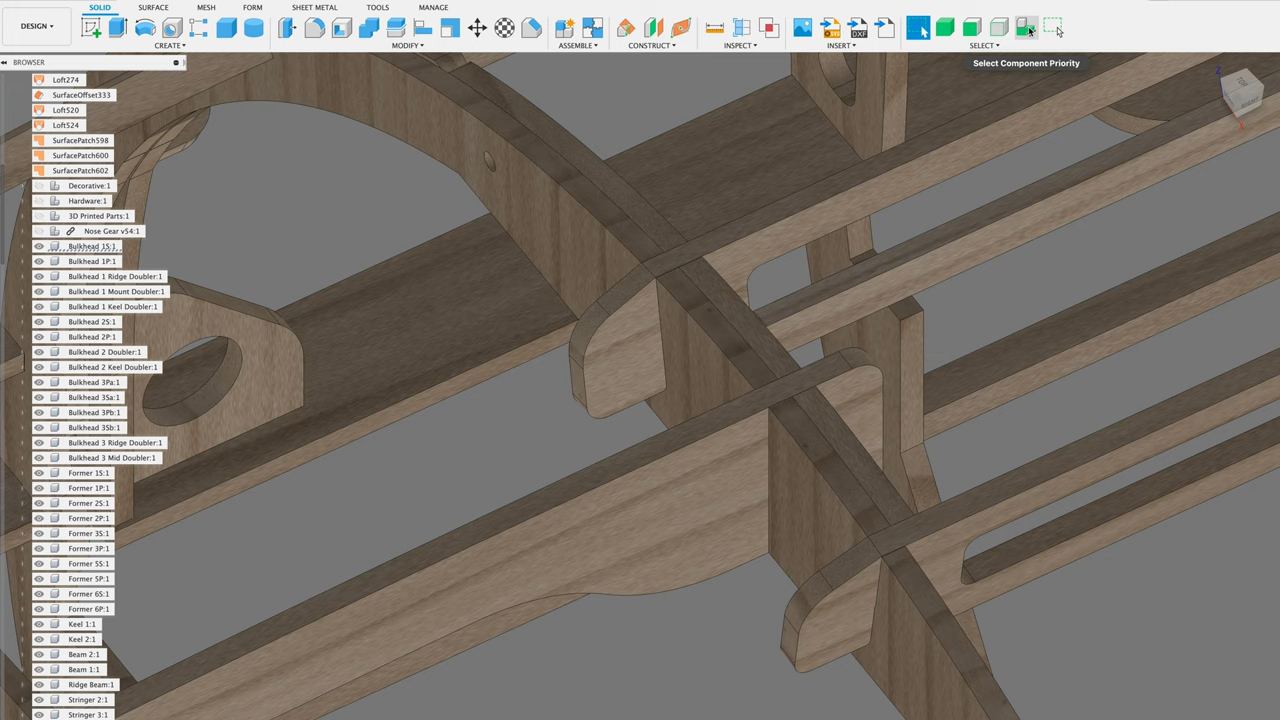 SOLID SURFACE MESH FORM SHEET METAL TOOLS MANAGE
DESIGN
CREATE MODIFY ASSEMBLE CONSTRUCT INSPECT INSERT SELECT
BROWSER
Select Component Priority
Loft274
SurfaceOffset333
Loft520
Loft524
SurfacePatch598
SurfacePatch600
SurfacePatch602
Decorative:1
Hardware:1
3D Printed Parts:1
Nose Gear v54:1
Bulkhead 1S:1
Bulkhead 1P:1
Bulkhead 1 Ridge Doubler:1
Bulkhead 1 Mount Doubler:1
Bulkhead 1 Keel Doubler:1
Bulkhead 2S:1
Bulkhead 2P:1
Bulkhead 2 Doubler:1
Bulkhead 2 Keel Doubler:1
Bulkhead 3Pa:1
Bulkhead 3Sa:1
Bulkhead 3Pb:1
Bulkhead 3Sb:1
Bulkhead 3 Ridge Doubler:1
Bulkhead 3 Mid Doubler:1
Former 1S:1
Former 1P:1
Former 2S:1
Former 2P:1
Former 3S:1
Former 3P:1
Former 5S:1
Former 5P:1
Former 6S:1
Former 6P:1
Keel 1:1
Keel 2:1
Beam 2:1
Beam 1:1
Ridge Beam:1
Stringer 2:1
Stringer 3:1
Z
TOP
RIGHT
X
SVG
DXF